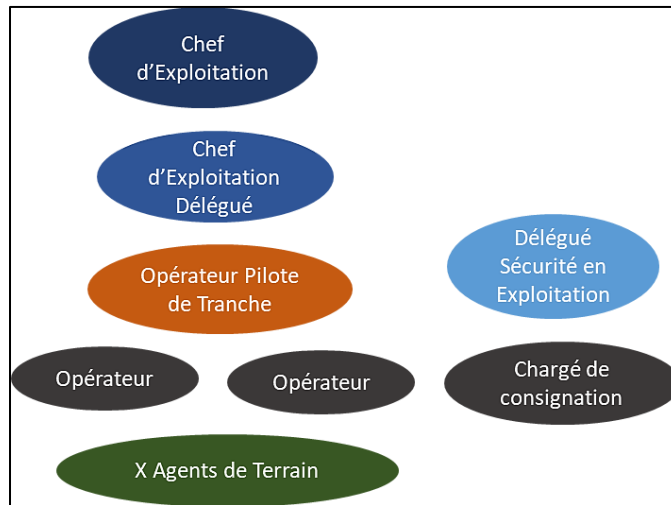 Chef
d'Exploitation
Chef
d'Exploitation
Délégué
Opérateur Pilote
de Tranche
Délégué
Sécurité en
Exploitation
Opérateur
Opérateur
Chargé de
consignation
X Agents de Terrain